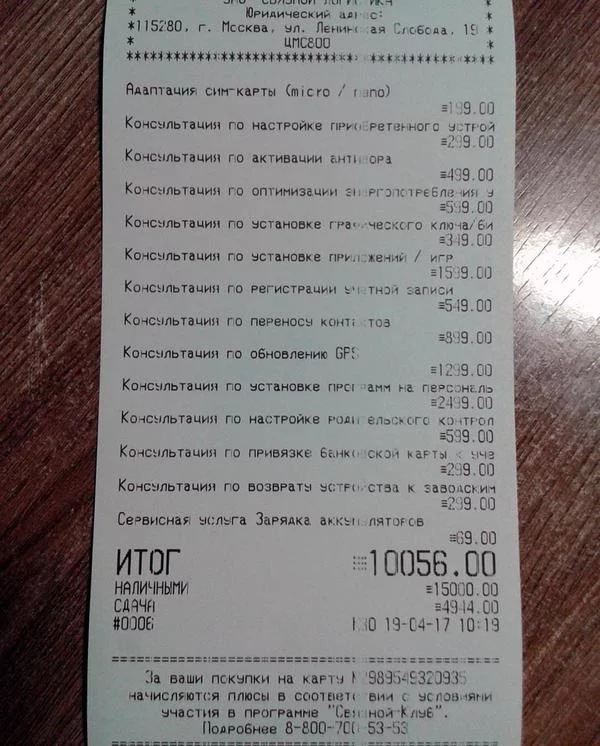 ЗАО "СВЯЗНОЙ ЛОГИСТИКА"
Юридический адрес:
*115280, г. Москва, ул. Ленинская Слобода, 19 *
* ЦМС800 *
*****************************************
Адаптация сим-карты (micro / nano)
≡199.00
Консультация по настройке приобретенного устрой
≡299.00
Консультация по активации антивора
≡499.00
Консультация по оптимизации энергопотребления у
≡599.00
Консультация по установке графического ключа/би
≡349.00
Консультация по установке приложений / игр
≡1599.00
Консультация по регистрации учетной записи
≡549.00
Консультация по переносу контактов
≡899.00
Консультация по обновлению GPS
≡1299.00
Консультация по установке программ на персональ
≡2499.00
Консультация по настройке родительского контрол
≡599.00
Консультация по привязке банковской карты к уче
≡299.00
Консультация по возврату устройства к заводским
≡299.00
Сервисная услуга Зарядка аккумуляторов
≡69.00
ИТОГ ≡10056.00
НАЛИЧНЫМИ ≡15000.00
СДАЧА ≡4944.00
#0006 19-04-17 10:19
=========================================
За ваши покупки на карту №2989549320935
начисляются плюсы в соответствии с условиями
участия в программе "Связной-Клуб".
Подробнее 8-800-700-53-53
=========================================